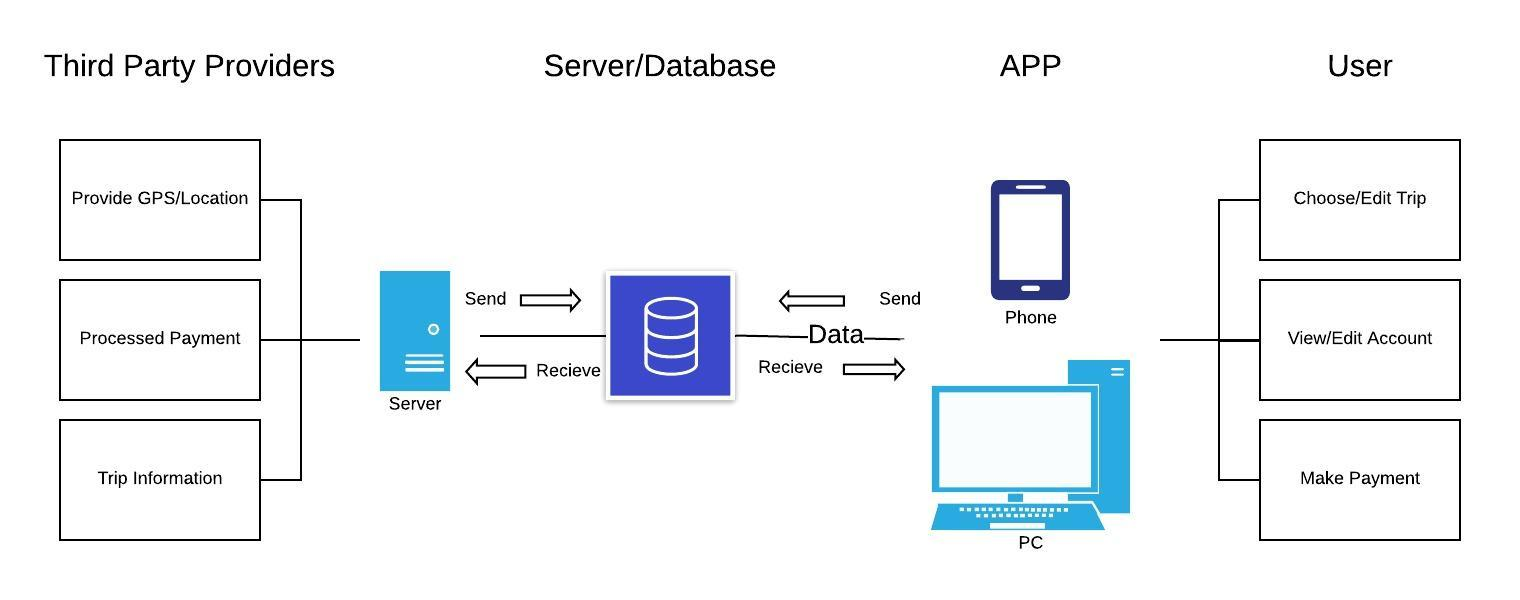 Third Party Providers
Server/Database
APP
User
Provide GPS/Location
Processed Payment
Trip Information
Server
Send
Recieve
Send
Data
Recieve
Phone
PC
Choose/Edit Trip
View/Edit Account
Make Payment